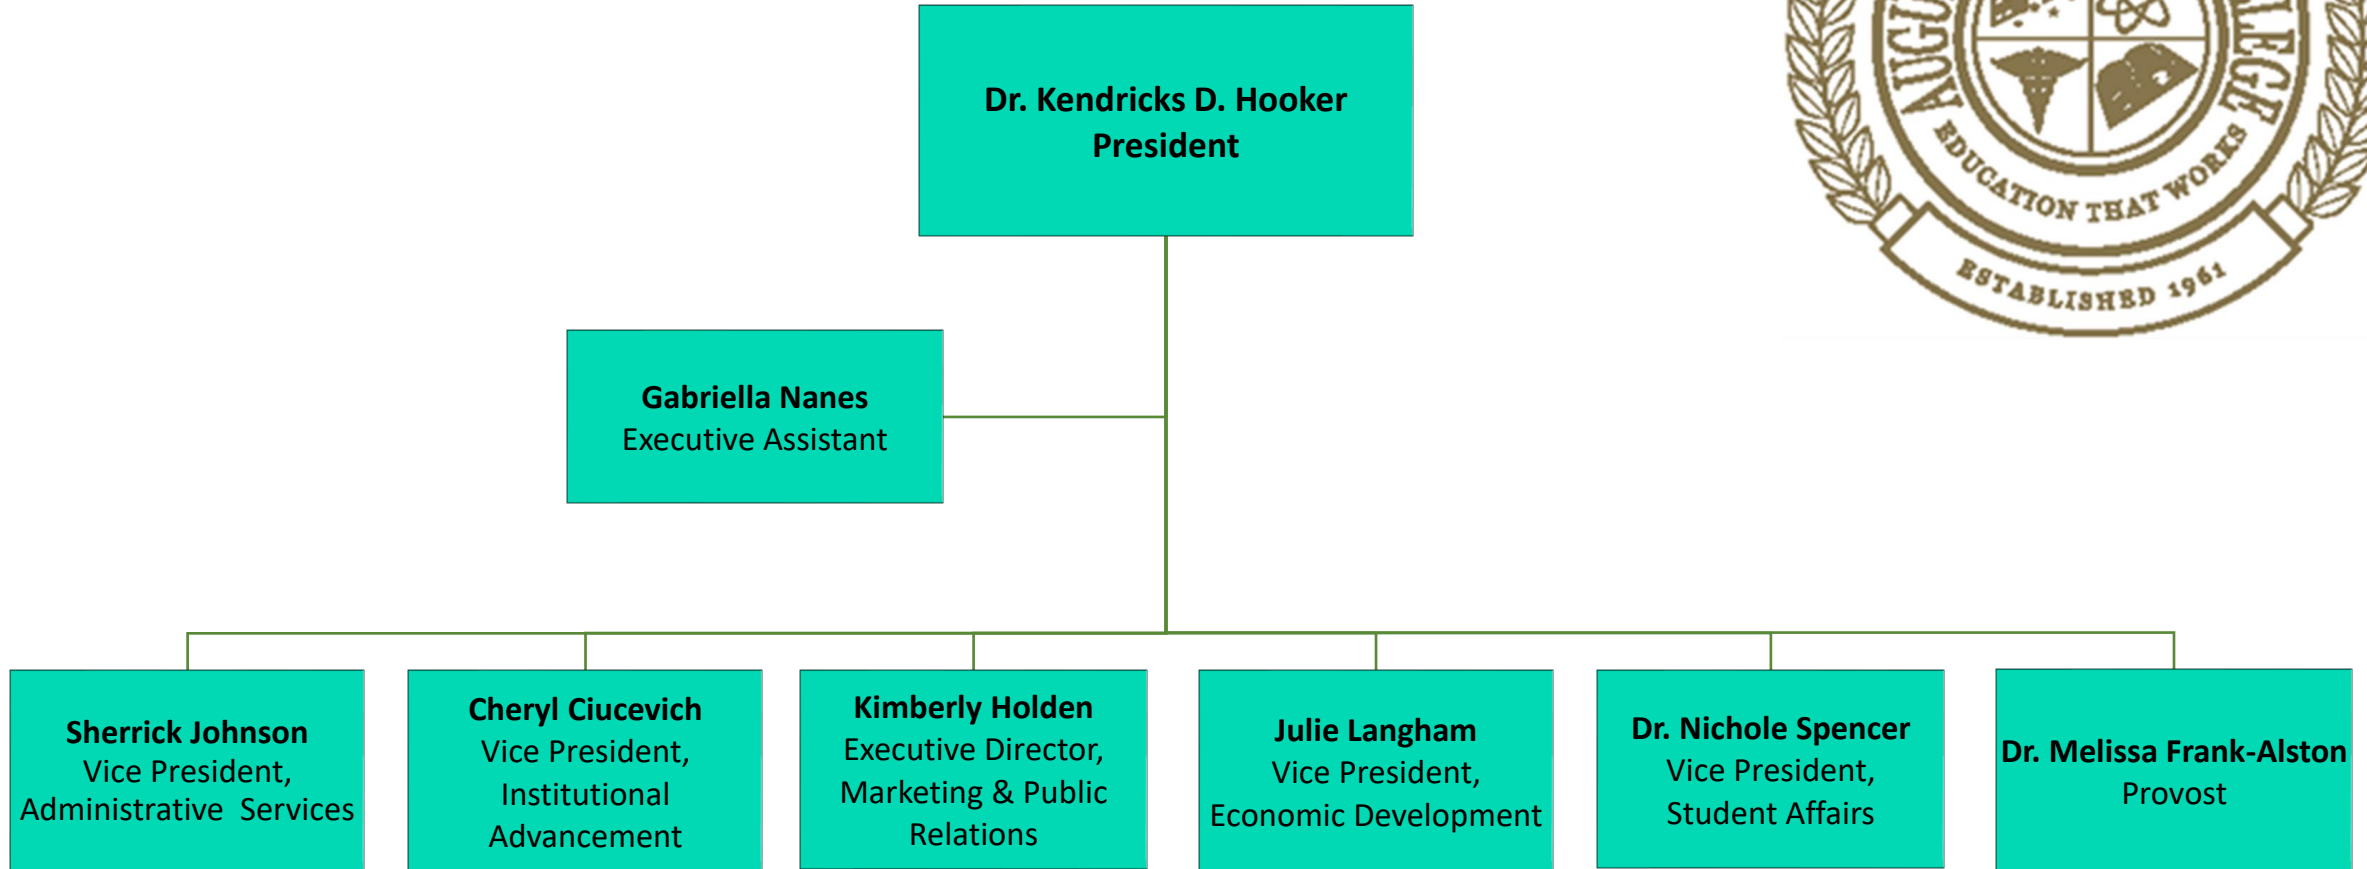 Dr. Kendricks D. Hooker
President
EDUCATION THAT WORKS
ESTABLISHED 1961
Gabriella Nanes
Executive Assistant
Sherrick Johnson
Vice President,
Administrative  Services
Cheryl Ciucevich
Vice President,
Institutional
Advancement
Kimberly Holden
Executive Director,
Marketing & Public
Relations
Julie Langham
Vice President,
Economic Development
Dr. Nichole Spencer
Vice President,
Student Affairs
Dr. Melissa Frank-Alston
Provost